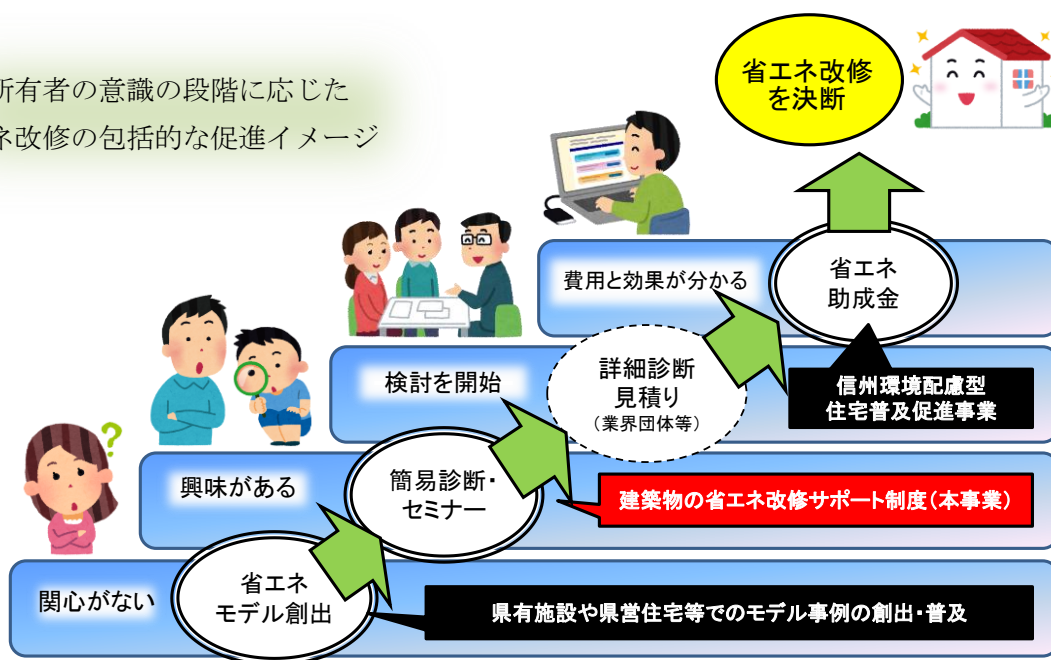 所有者の意識の段階に応じた
ネ改修の包括的な促進イメージ
省エネ改修
を決断
費用と効果が分かる
省エネ
助成金
検討を開始
詳細診断
見積り
(業界団体等)
信州環境配慮型
住宅普及促進事業
興味がある
簡易診断・
セミナー
建築物の省エネ改修サポート制度(本事業)
関心がない
省エネ
モデル創出
県有施設や県営住宅等でのモデル事例の創出・普及